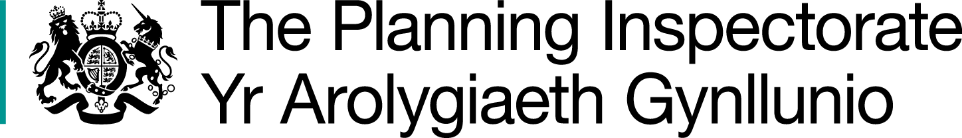 The Planning Inspectorate
Yr Arolygiaeth Gynllunio